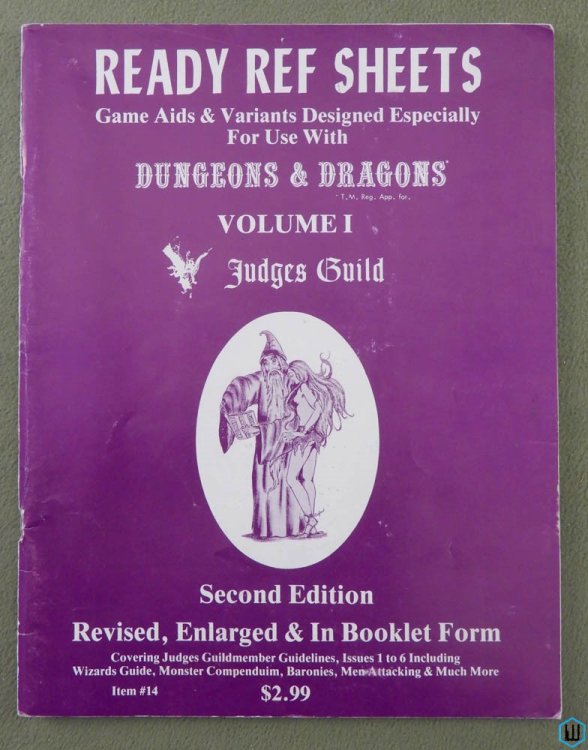 READY REF SHEETS
Game Aids & Variants Designed Especially
For Use With
DUNGEONS & DRAGONS
T.M. Reg. App. for.
VOLUME I
Judges Guild
Second Edition
Revised, Enlarged & In Booklet Form
Covering Judges Guildmember Guidelines, Issues 1 to 6 Including
Wizards Guide, Monster Compenduim, Baronies, Men Attacking & Much More
Item #14 $2.99